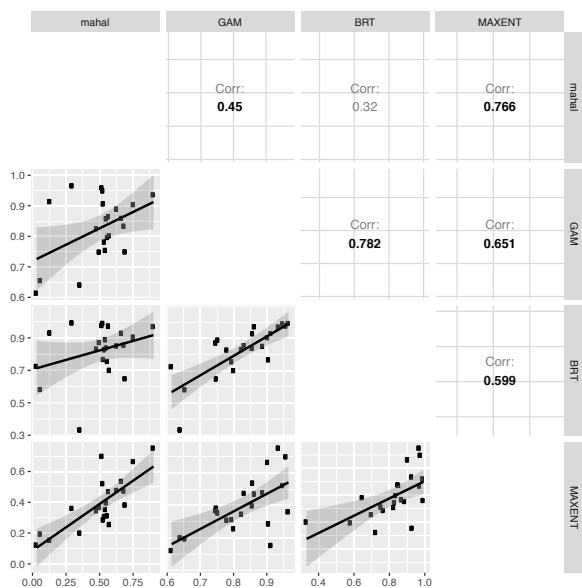 mahal GAM BRT MAXENT
Corr: Corr: Corr:
0.45 0.32 0.766
mahal
1.0
0.9
0.8
0.7
0.6
Corr: Corr:
0.782 0.651
GAM
0.9
0.7
0.5
0.3
Corr:
0.599
BRT
0.6
0.4
0.2
0.0
MAXENT
0.00 0.25 0.50 0.75 0.6 0.7 0.8 0.9 0.4 0.6 0.8 1.0